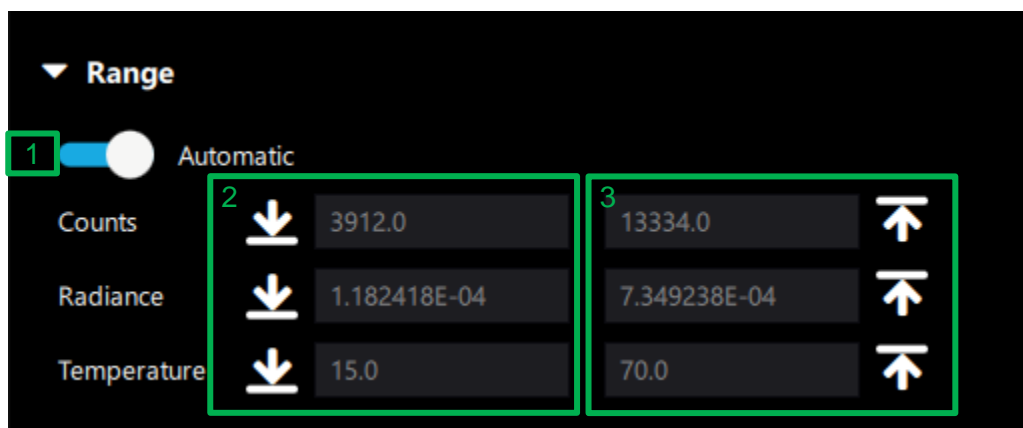 Range
1 Automatic
2 3
Counts 3912.0 13334.0
Radiance 1.182418E-04 7.349238E-04
Temperature 15.0 70.0